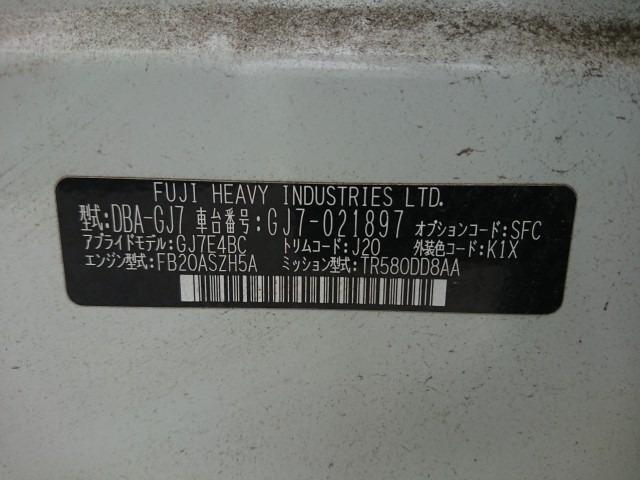 FUJI HEAVY INDUSTRIES LTD.
型式:DBA-GJ7 車台番号:GJ7-021897 オプションコード:SFC
アプライドモデル:GJ7E4BC トリムコード:J20 外装色コード:K1X
エンジン型式:FB20ASZH5A ミッション型式:TR580DD8AA